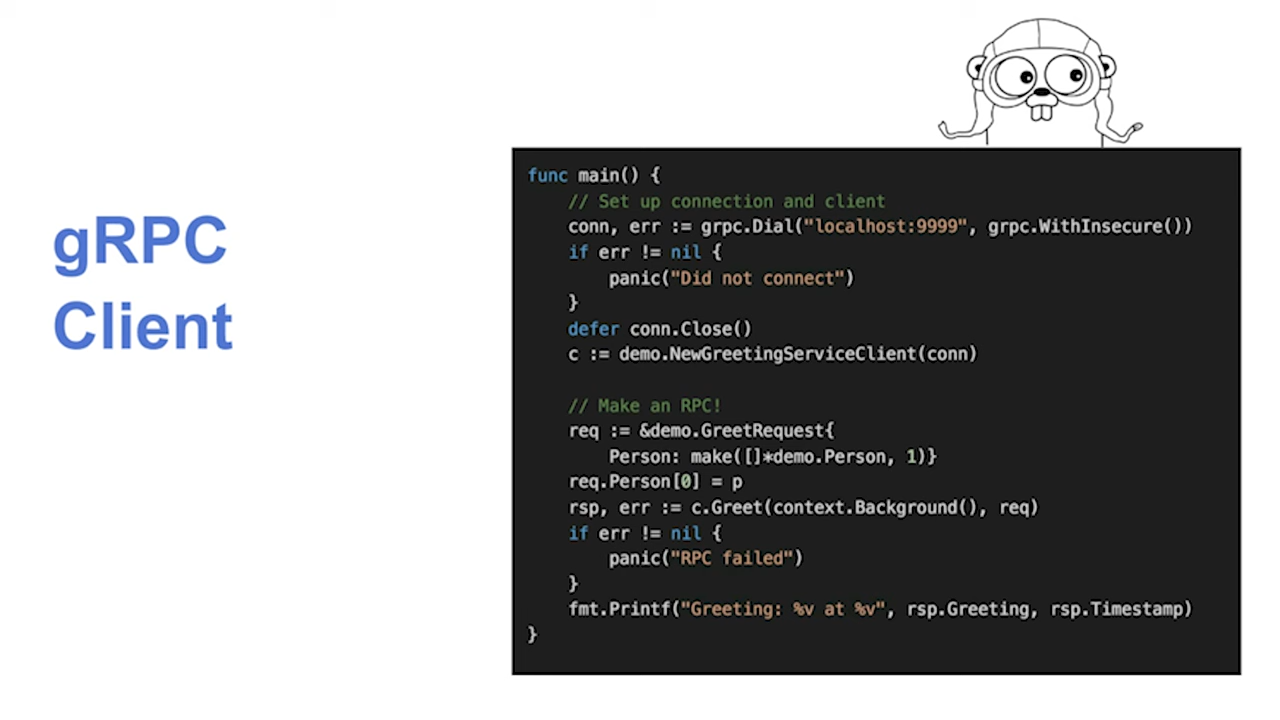 gRPC
Client
func main() {
    // Set up connection and client
    conn, err := grpc.Dial("localhost:9999", grpc.WithInsecure())
    if err != nil {
        panic("Did not connect")
    }
    defer conn.Close()
    c := demo.NewGreetingServiceClient(conn)

    // Make an RPC!
    req := &demo.GreetRequest{
        Person: make([]*demo.Person, 1)}
    req.Person[0] = p
    rsp, err := c.Greet(context.Background(), req)
    if err != nil {
        panic("RPC failed")
    }
    fmt.Printf("Greeting: %v at %v", rsp.Greeting, rsp.Timestamp)
}